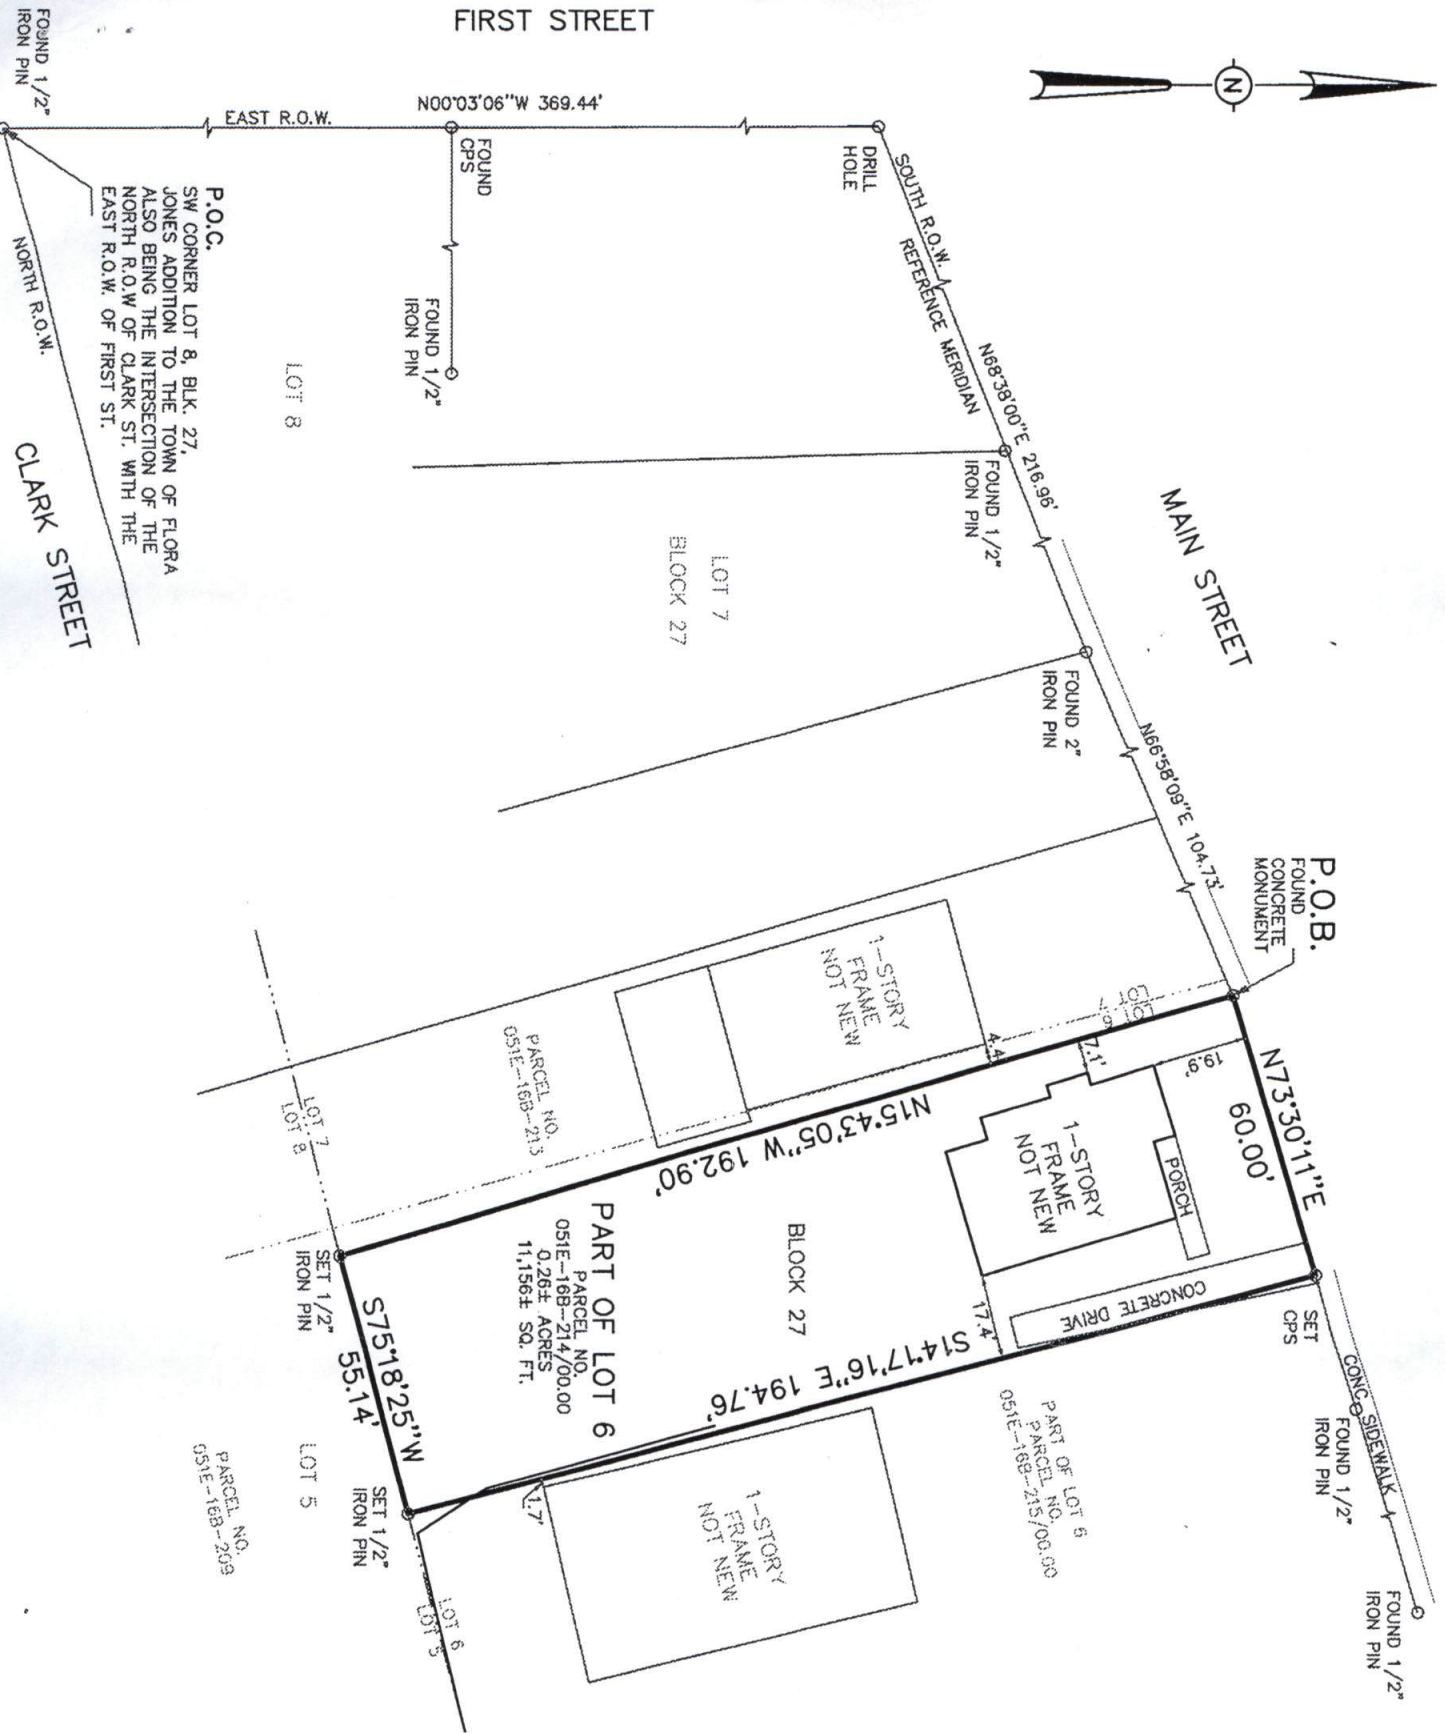 FIRST STREET
N
FOUND 1/2"
IRON PIN
EAST R.O.W.
N00°03'06"W 369.44'
FOUND
CPS
FOUND 1/2"
IRON PIN
DRILL
HOLE
SOUTH R.O.W.
REFERENCE MERIDIAN
N68°38'00"E 216.96'
FOUND 1/2"
IRON PIN
MAIN STREET
P.O.C.
SW CORNER LOT 8, BLK. 27,
JONES ADDITION TO THE TOWN OF FLORA
ALSO BEING THE INTERSECTION OF THE
NORTH R.O.W OF CLARK ST. WITH THE
EAST R.O.W. OF FIRST ST.
NORTH R.O.W.
CLARK STREET
LOT 8
LOT 7
BLOCK 27
FOUND 2"
IRON PIN
N66°58'09"E 104.73'
P.O.B.
FOUND
CONCRETE
MONUMENT
1-STORY
FRAME
NOT NEW
LOT 7
LOT 6
4.4'
7.1'
19.9'
N73°30'11"E
60.00'
PORCH
1-STORY
FRAME
NOT NEW
CONCRETE DRIVE
17.4'
SET
CPS
CONC. SIDEWALK
FOUND 1/2"
IRON PIN
FOUND 1/2"
IRON PIN
PARCEL NO.
051E-16B-213
LOT 7
LOT 8
N15°43'05"W 192.90'
BLOCK 27
PART OF LOT 6
PARCEL NO.
051E-16B-214/00.00
0.26± ACRES
11,156± SQ. FT.
S14°17'16"E 194.76'
PART OF LOT 6
PARCEL NO.
051E-16B-215/00.00
SET 1/2"
IRON PIN
S75°18'25"W
55.14'
SET 1/2"
IRON PIN
1.7'
1-STORY
FRAME
NOT NEW
LOT 5
PARCEL NO.
051E-16B-209
LOT 6
LOT 5